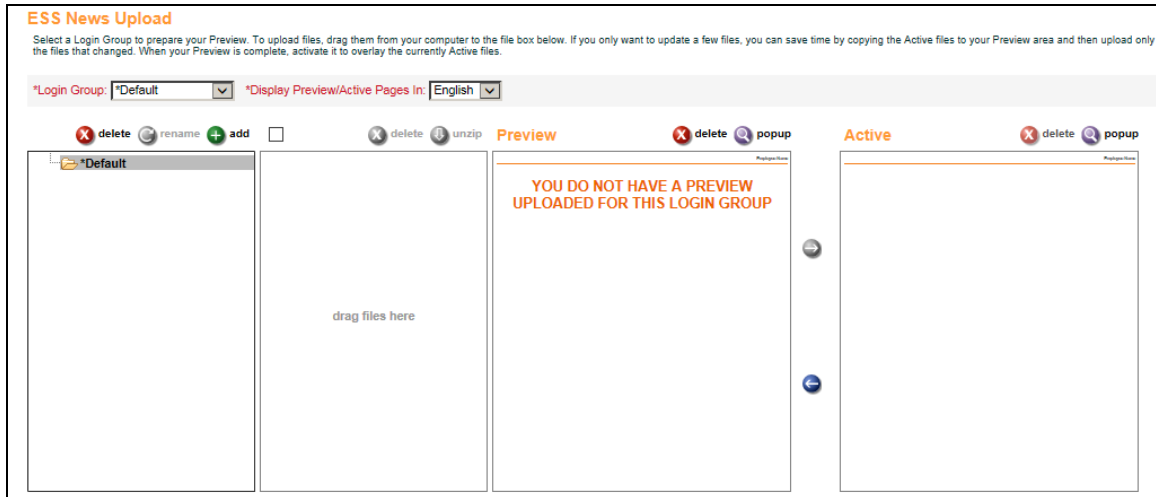 ESS News Upload
Select a Login Group to prepare your Preview. To upload files, drag them from your computer to the file box below. If you only want to update a few files, you can save time by copying the Active files to your Preview area and then upload only
the files that changed. When your Preview is complete, activate it to overlay the currently Active files.
*Login Group: *Default *Display Preview/Active Pages In: English
delete rename add delete unzip Preview delete popup Active delete popup
*Default
YOU DO NOT HAVE A PREVIEW
UPLOADED FOR THIS LOGIN GROUP
drag files here